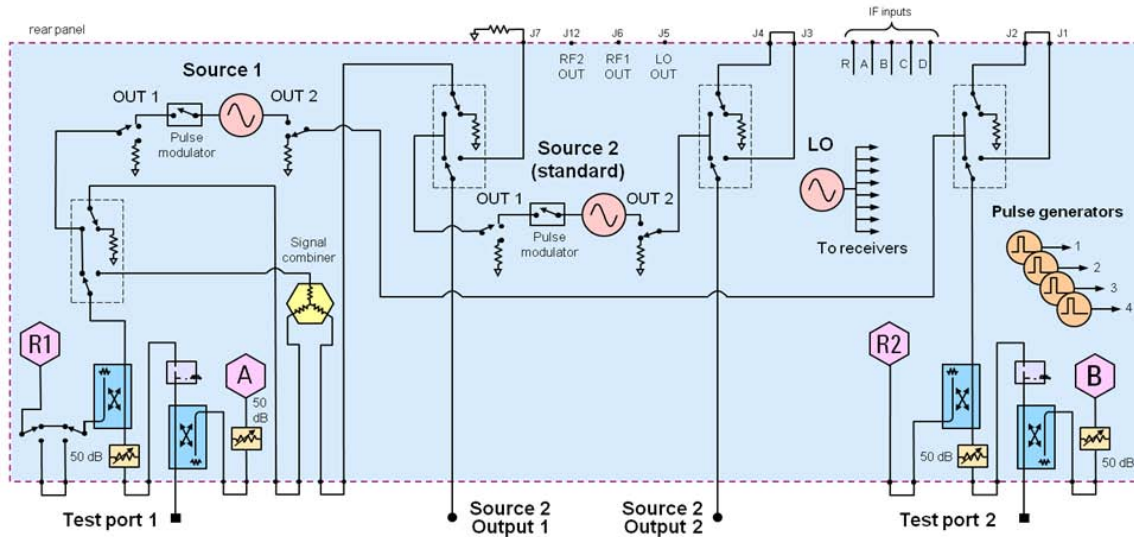 IF inputs
rear panel
J7
J12
J6
J5
J4
J3
J2
J1
RF2
OUT
RF1
OUT
LO
OUT
R
A
B
C
D
Source 1
OUT 1
OUT 2
Pulse
modulator
Source 2
(standard)
OUT 1
OUT 2
Pulse
modulator
LO
To receivers
Pulse generators
1
2
3
4
Signal
combiner
R1
A
50
dB
50 dB
R2
B
50 dB
50 dB
Test port 1
Source 2
Output 1
Source 2
Output 2
Test port 2